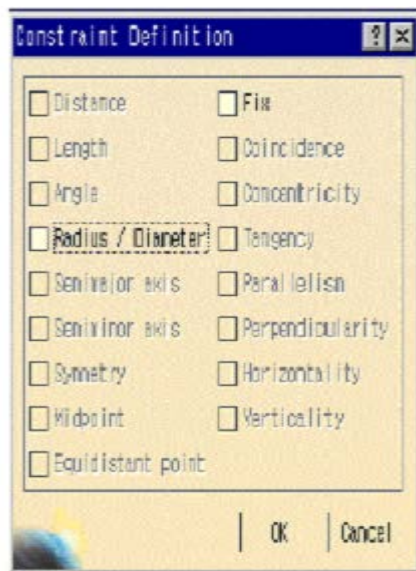 Constraint Definition ? ×
Distance
Fix
Length
Coincidence
Angle
Concentricity
Radius / Diameter
Tangency
Semimajor axis
Parallelism
Semiminor axis
Perpendicularity
Symmetry
Horizontality
Midpoint
Verticality
Equidistant point
OK
Cancel